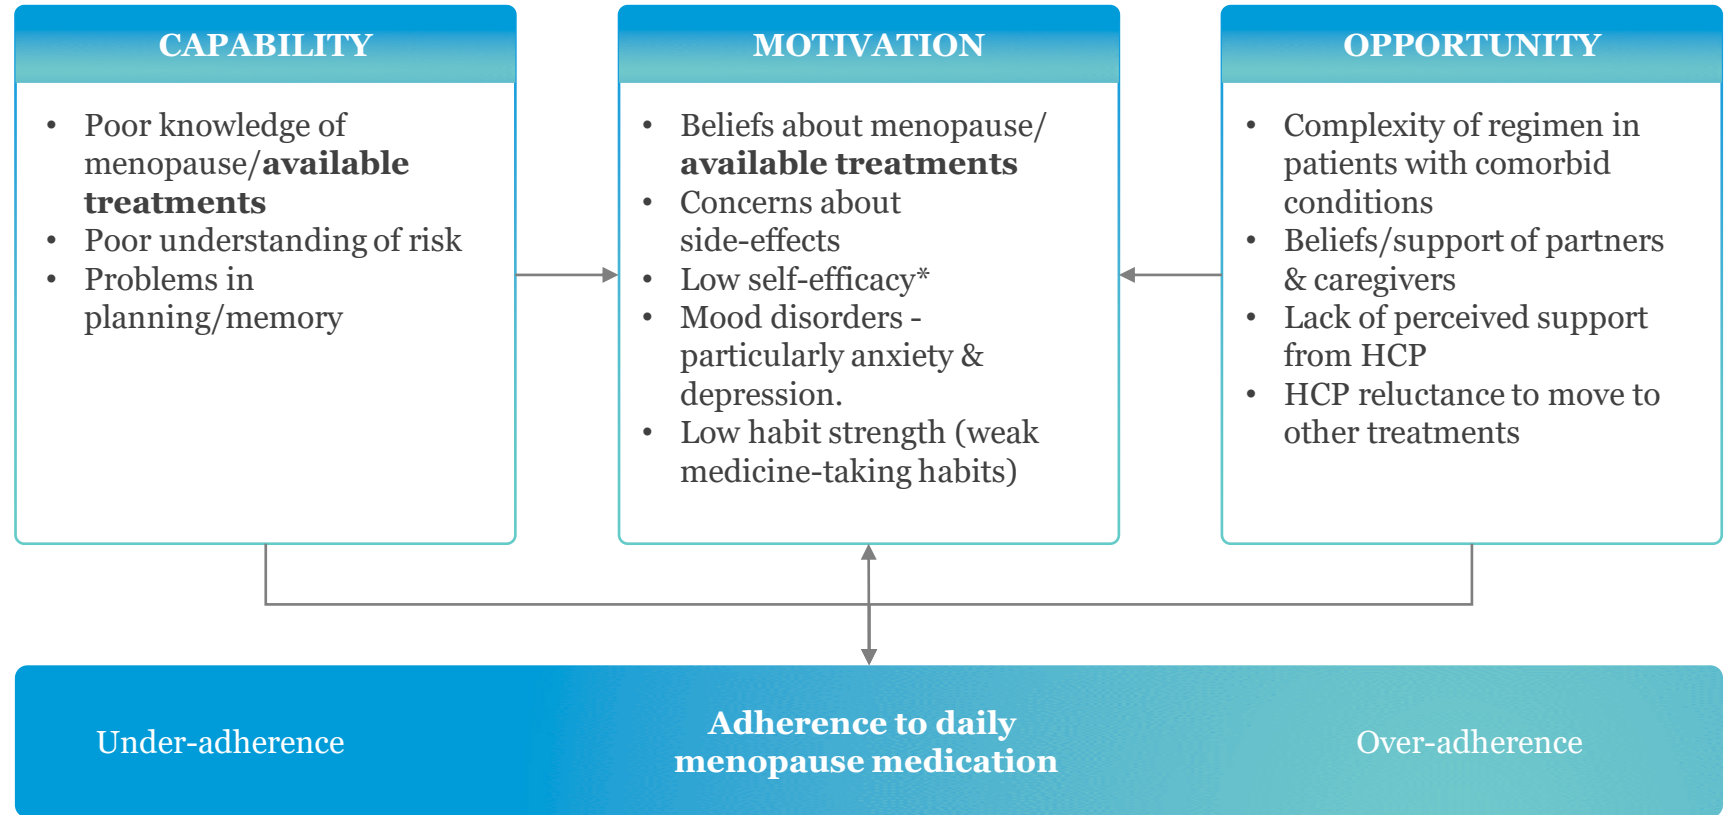 CAPABILITY
• Poor knowledge of
menopause/available
treatments
• Poor understanding of risk
• Problems in
planning/memory
MOTIVATION
• Beliefs about menopause/
available treatments
• Concerns about
side-effects
• Low self-efficacy*
• Mood disorders -
particularly anxiety &
depression.
• Low habit strength (weak
medicine-taking habits)
OPPORTUNITY
• Complexity of regimen in
patients with comorbid
conditions
• Beliefs/support of partners
& caregivers
• Lack of perceived support
from HCP
• HCP reluctance to move to
other treatments
Under-adherence
Adherence to daily
menopause medication
Over-adherence